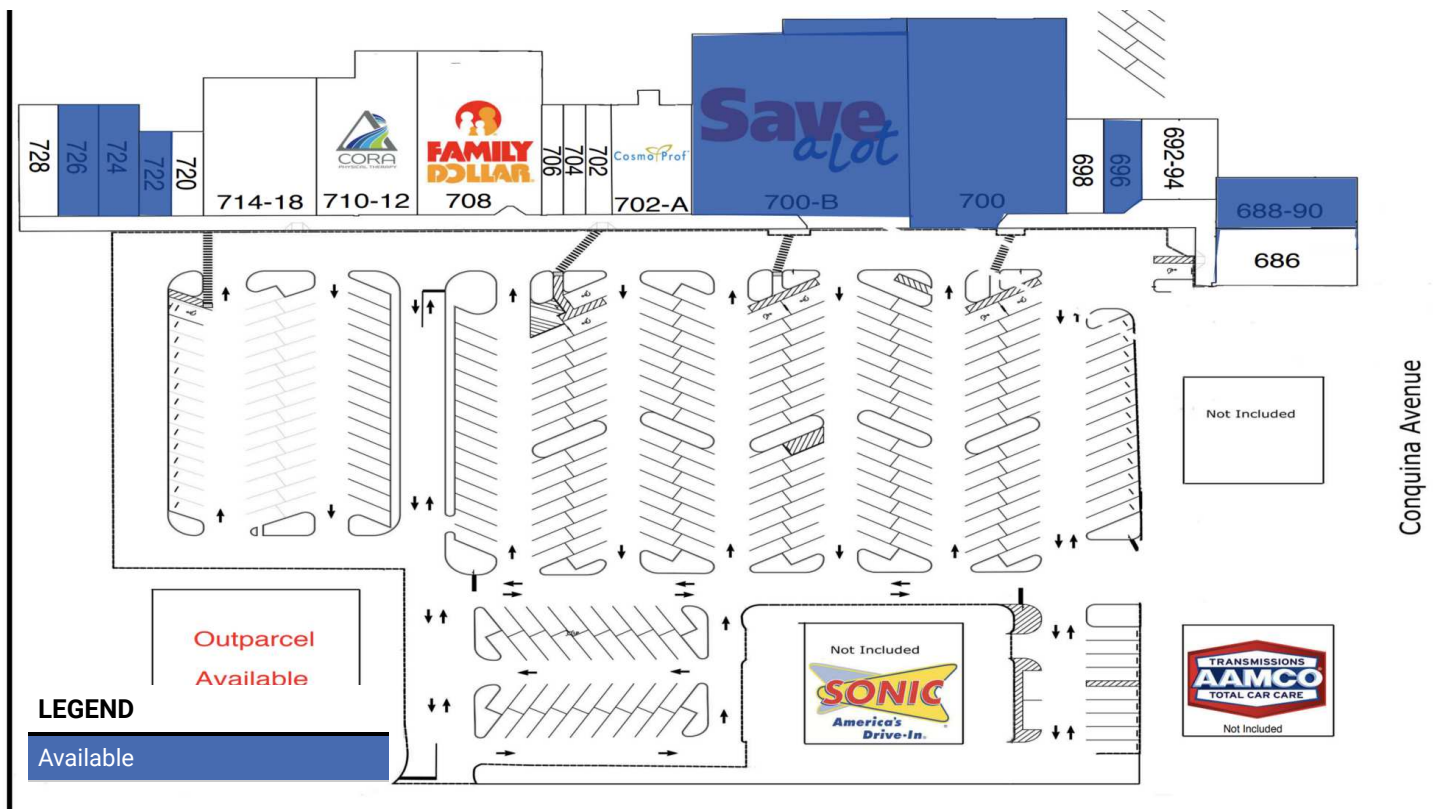 728
726
724
722
720
714-18
CORA
PHYSICAL THERAPY
710-12
FAMILY
DOLLAR
708
706
704
702
Cosmo Prof
702-A
Save
a lot
700-B
700
698
696
692-94
688-90
686
Not Included
Conquina Avenue
Outparcel
Available
Not Included
SONIC
America's
Drive-In.
TRANSMISSIONS
AAMCO
TOTAL CAR CARE
Not Included
LEGEND
Available